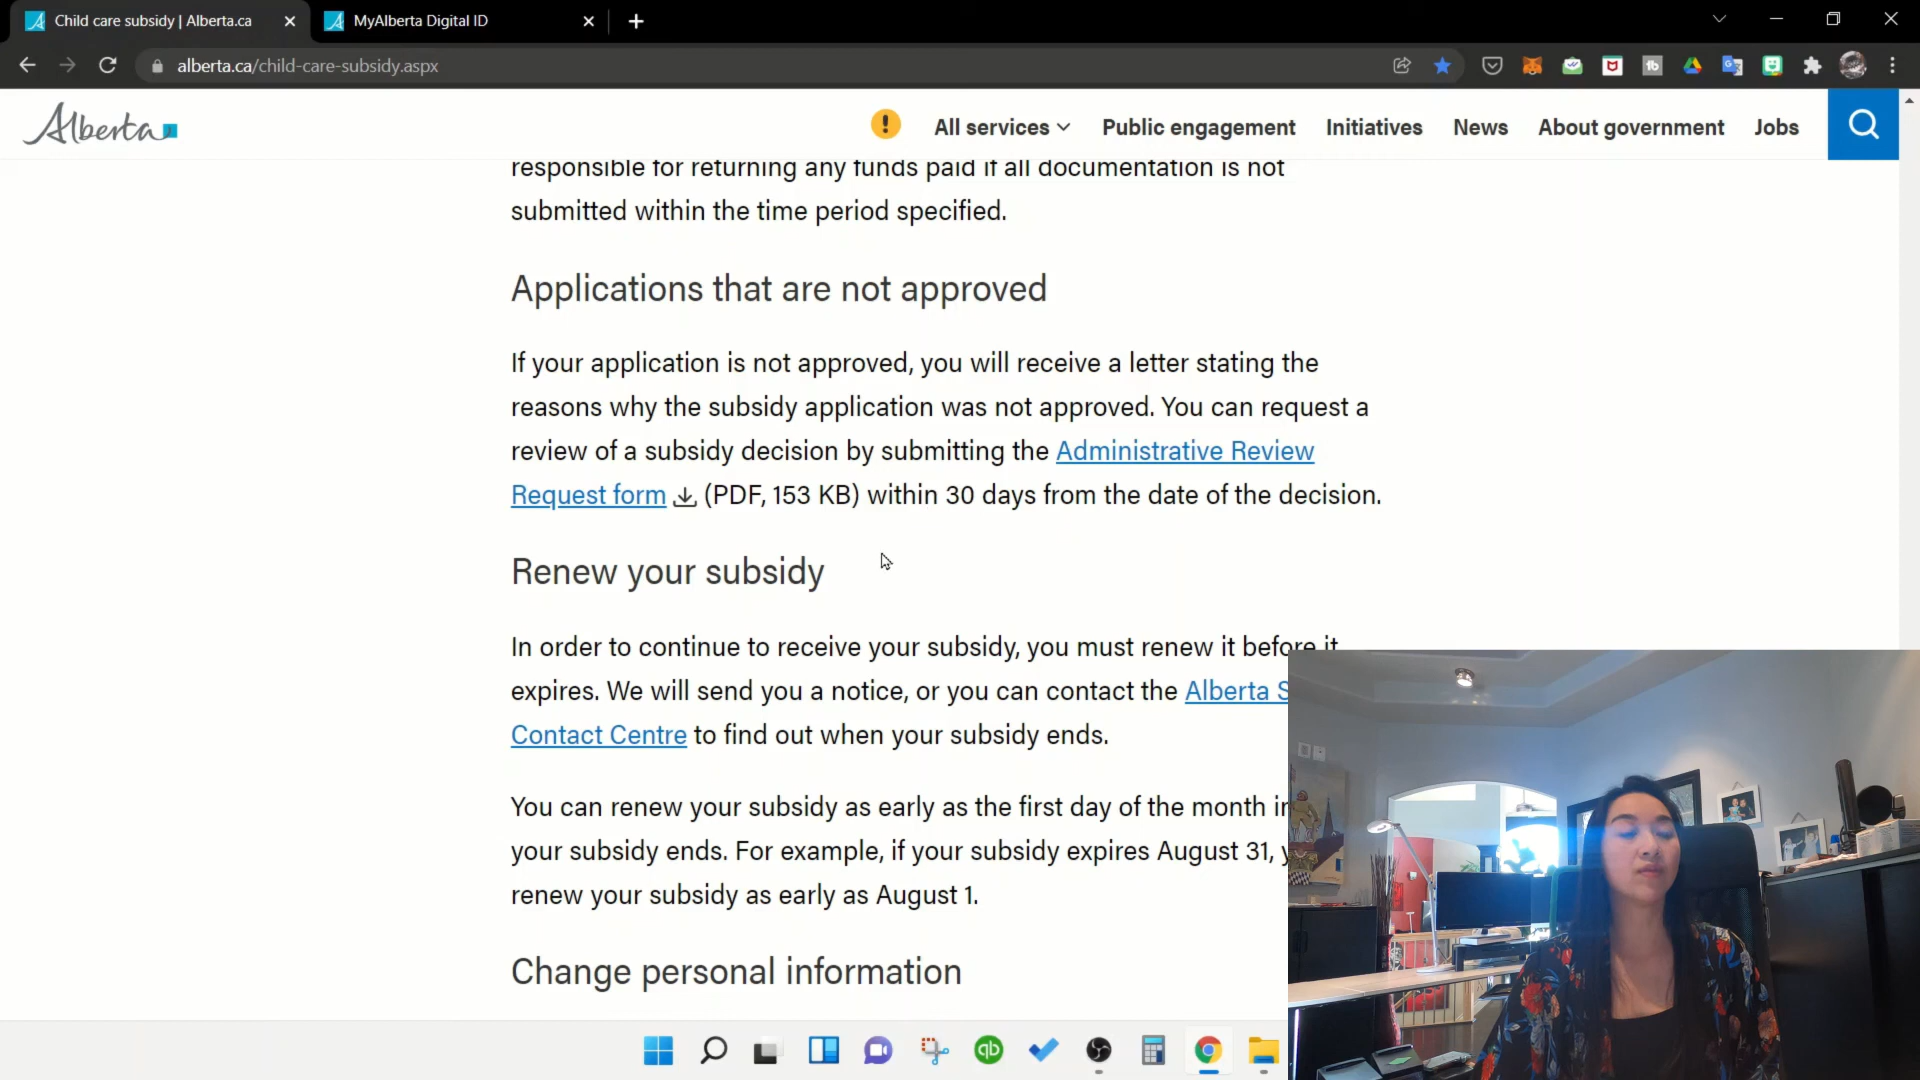 Child care subsidy | Alberta.ca
MyAlberta Digital ID
alberta.ca/child-care-subsidy.aspx
Alberta
All services
Public engagement
Initiatives
News
About government
Jobs
responsible for returning any funds paid if all documentation is not
submitted within the time period specified.
Applications that are not approved
If your application is not approved, you will receive a letter stating the
reasons why the subsidy application was not approved. You can request a
review of a subsidy decision by submitting the Administrative Review
Request form (PDF, 153 KB) within 30 days from the date of the decision.
Renew your subsidy
In order to continue to receive your subsidy, you must renew it before it
expires. We will send you a notice, or you can contact the Alberta S
Contact Centre to find out when your subsidy ends.
You can renew your subsidy as early as the first day of the month in
your subsidy ends. For example, if your subsidy expires August 31, y
renew your subsidy as early as August 1.
Change personal information
qb